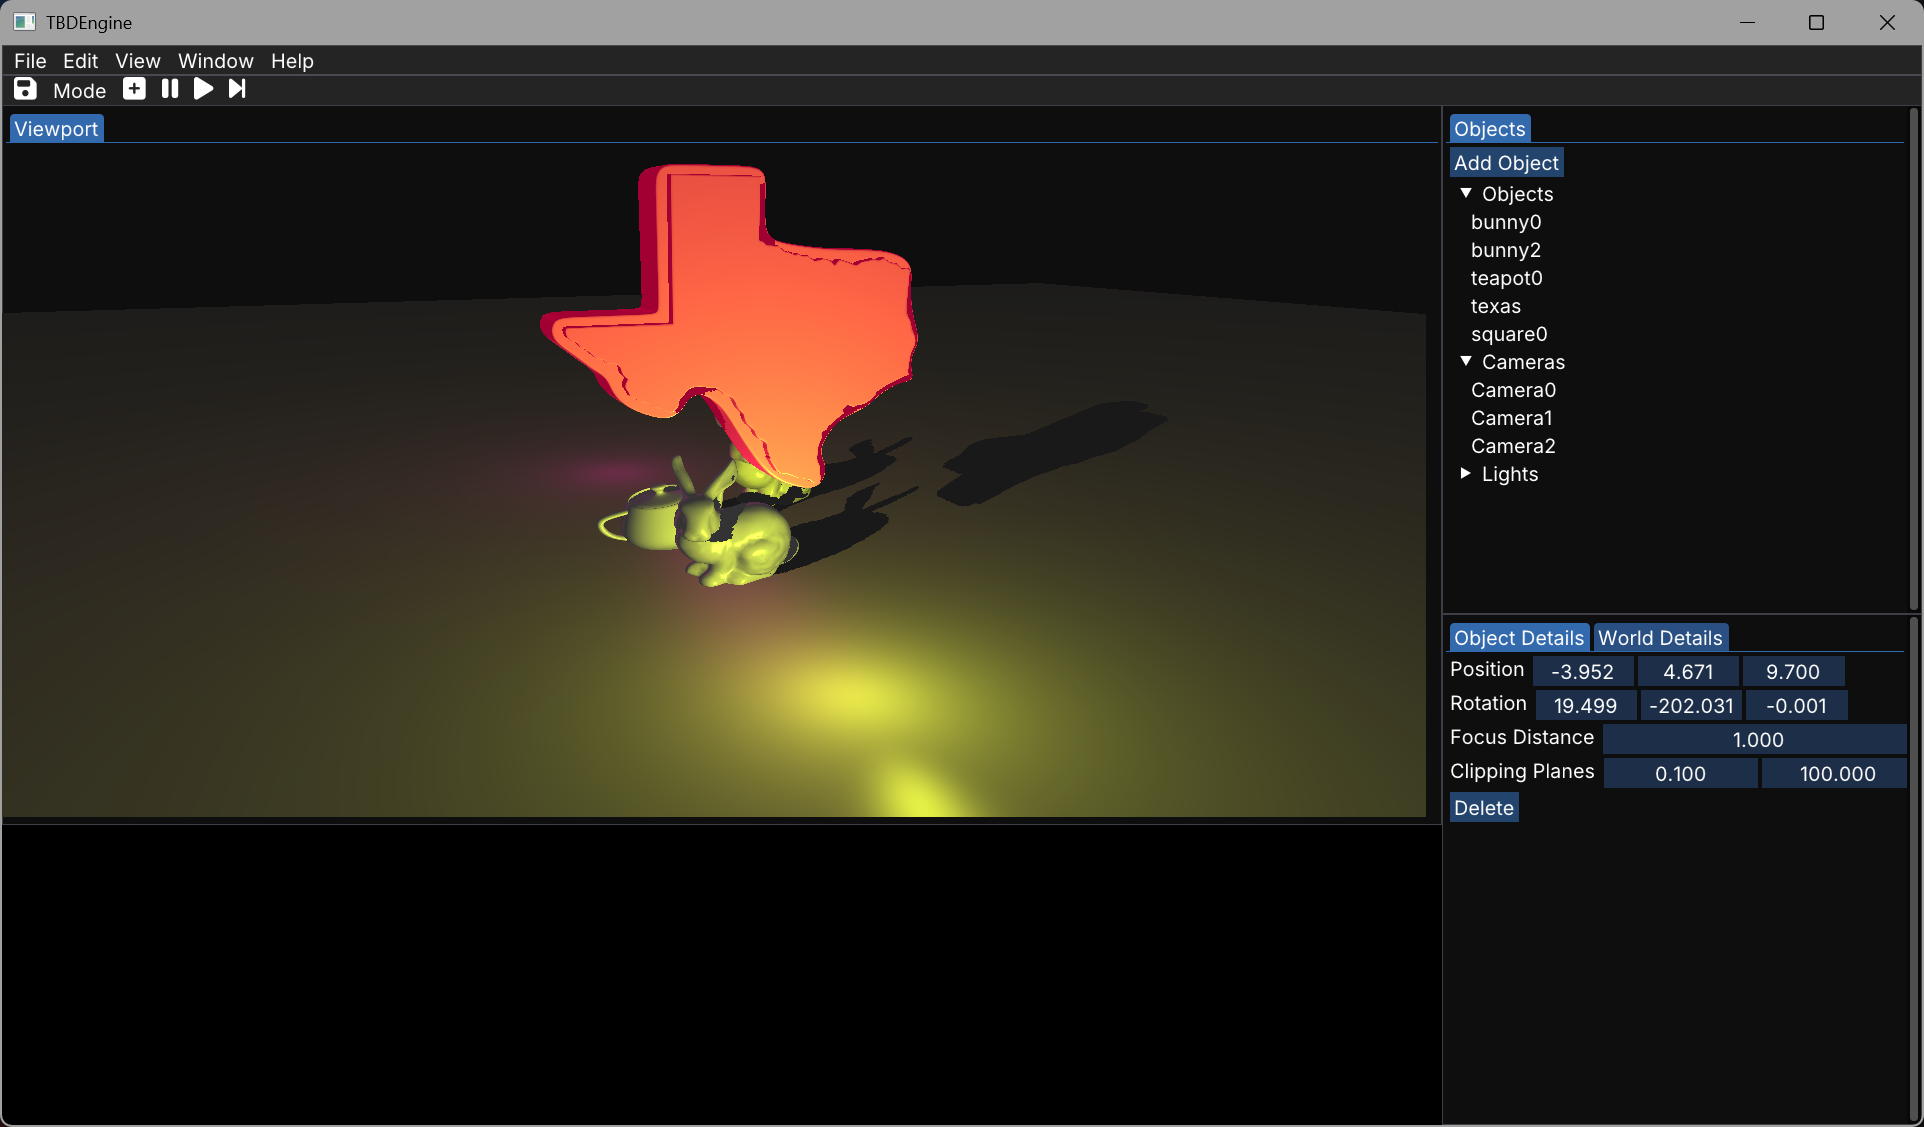 TBDEngine
File Edit View Window Help
Mode
Viewport
Objects
Add Object
Objects
bunny0
bunny2
teapot0
texas
square0
Cameras
Camera0
Camera1
Camera2
Lights
Object Details World Details
Position -3.952 4.671 9.700
Rotation 19.499 -202.031 -0.001
Focus Distance 1.000
Clipping Planes 0.100 100.000
Delete